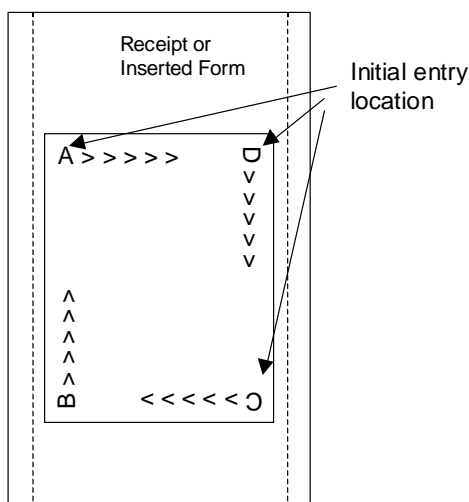 Receipt or
Inserted Form
Initial entry
location
A > > > > >
D > > > > >
B > > > > >
C > > > > >